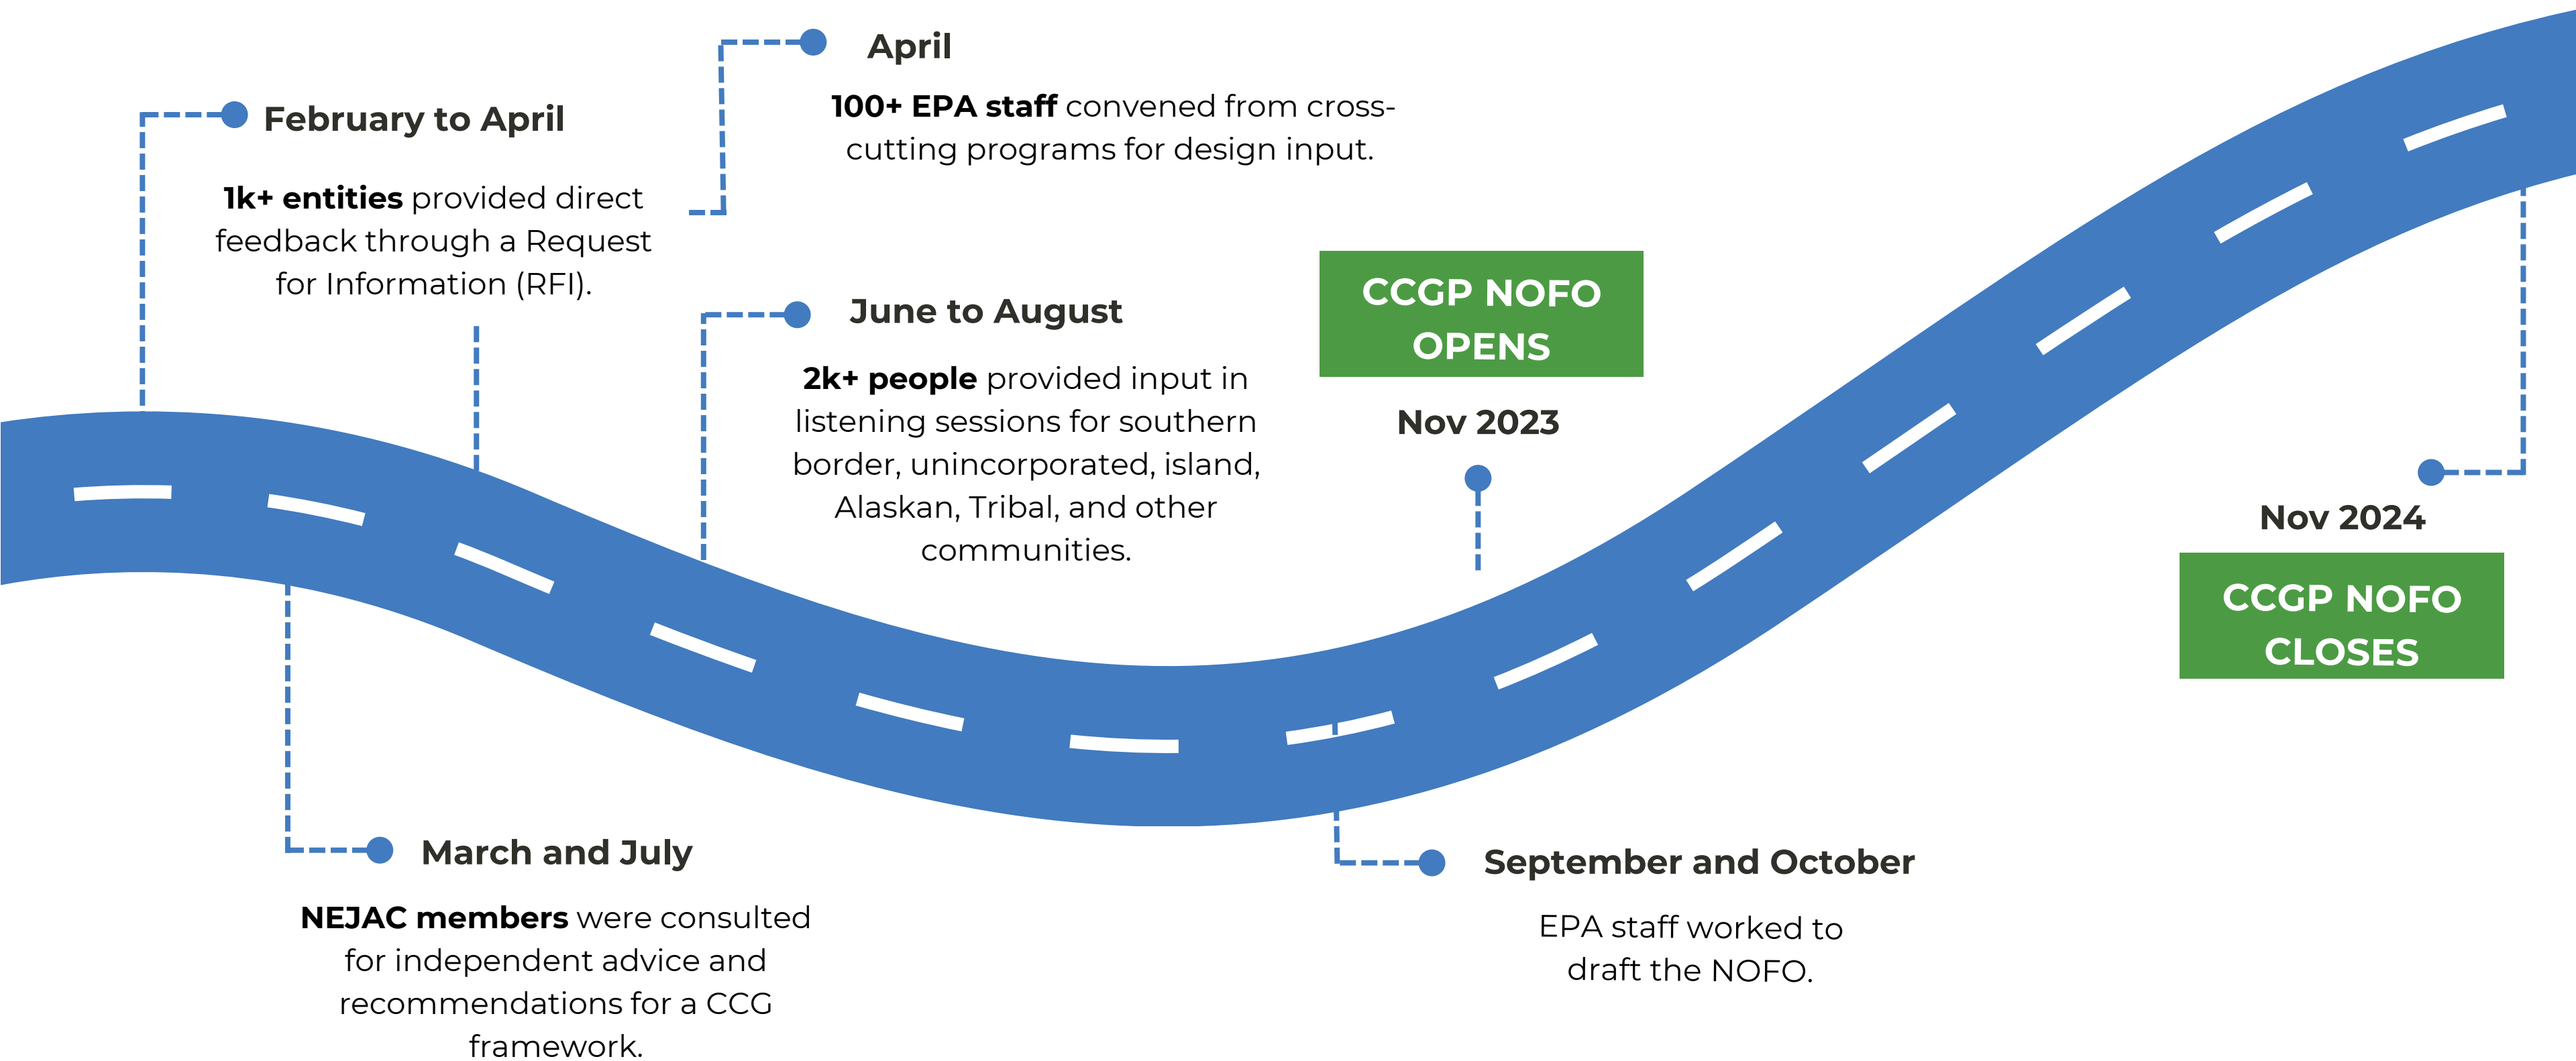 February to April
1k+ entities provided direct
feedback through a Request
for Information (RFI).
April
100+ EPA staff convened from cross-
cutting programs for design input.
March and July
NEJAC members were consulted
for independent advice and
recommendations for a CCG
framework.
June to August
2k+ people provided input in
listening sessions for southern
border, unincorporated, island,
Alaskan, Tribal, and other
communities.
September and October
EPA staff worked to
draft the NOFO.
CCGP NOFO
OPENS
Nov 2023
Nov 2024
CCGP NOFO
CLOSES